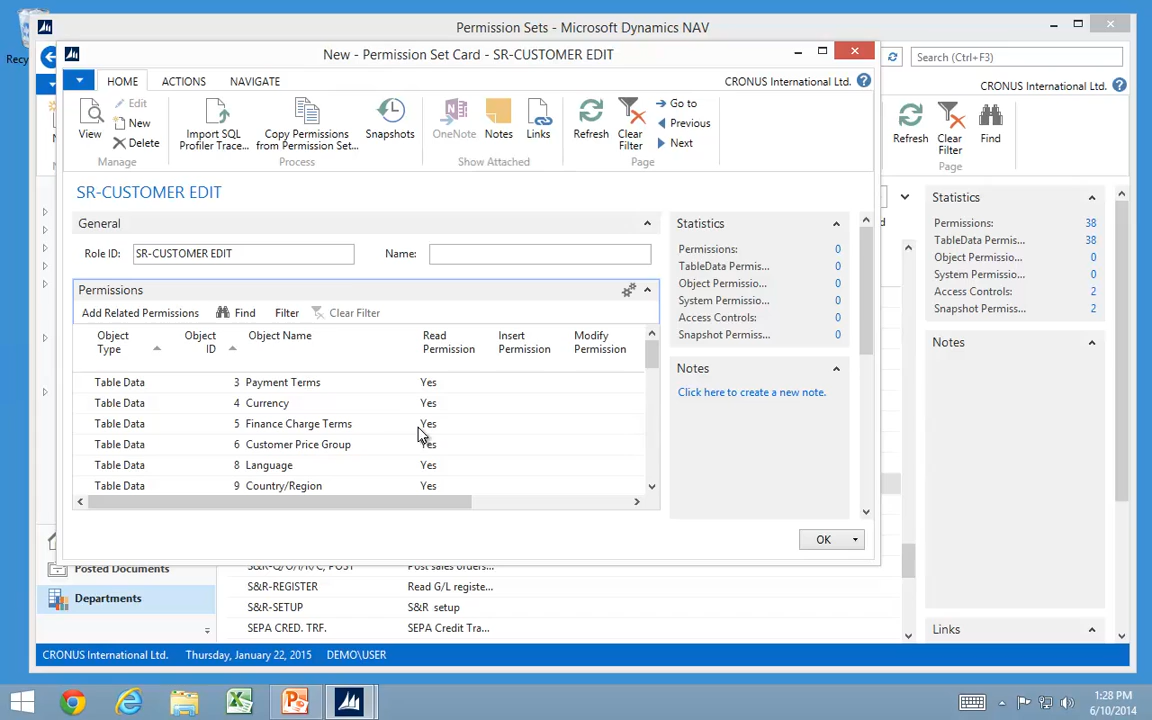 Permission Sets - Microsoft Dynamics NAV
Recy
New - Permission Set Card - SR-CUSTOMER EDIT
Search (Ctrl+F3)
HOME ACTIONS NAVIGATE
CRONUS International Ltd.
CRONUS International Ltd.
View
Edit
New
Delete
Manage
Import SQL
Profiler Trace...
Copy Permissions
from Permission Set...
Snapshots
Process
OneNote
Notes
Links
Show Attached
Refresh
Clear
Filter
Go to
Previous
Next
Page
Refresh
Clear
Filter
Find
Page
SR-CUSTOMER EDIT
General
Role ID: SR-CUSTOMER EDIT
Name:
Permissions
Add Related Permissions Find Filter Clear Filter
Object
Type
Object
ID
Object Name
Read
Permission
Insert
Permission
Modify
Permission
Table Data 3 Payment Terms Yes
Table Data 4 Currency Yes
Table Data 5 Finance Charge Terms Yes
Table Data 6 Customer Price Group Yes
Table Data 8 Language Yes
Table Data 9 Country/Region Yes
Statistics
Permissions: 0
TableData Permis... 0
Object Permissio... 0
System Permissio... 0
Access Controls: 0
Snapshot Permiss... 0
Notes
Click here to create a new note.
OK
Statistics
Permissions: 38
TableData Permis... 38
Object Permissio... 0
System Permissio... 0
Access Controls: 2
Snapshot Permiss... 2
Notes
Links
Posted Documents
Departments
S&R-Q/O/I/R/C, POST Post sales orders...
S&R-REGISTER Read G/L registe...
S&R-SETUP S&R setup
SEPA CRED. TRF. SEPA Credit Tra...
CRONUS International Ltd. Thursday, January 22, 2015 DEMO\USER
1:28 PM
6/10/2014